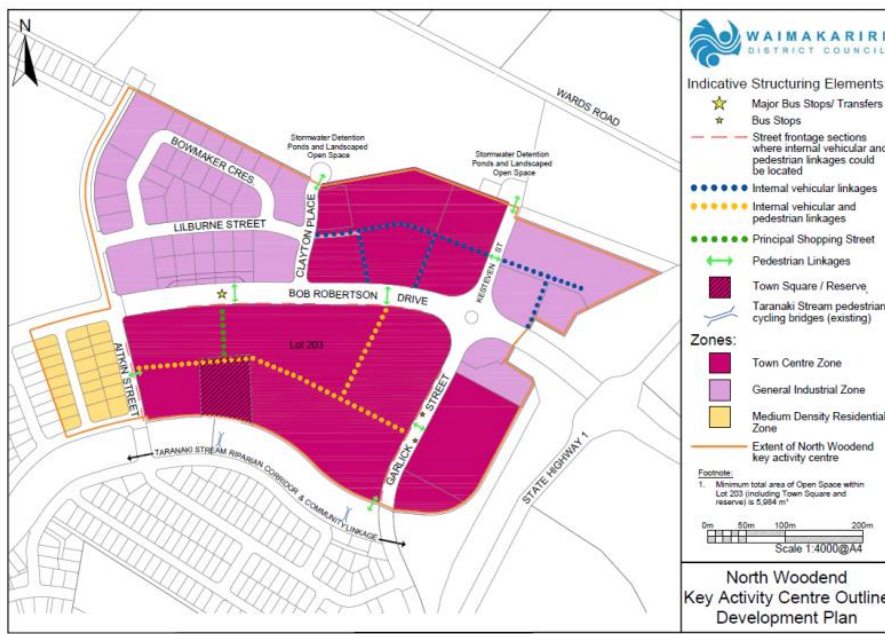 N
WAIMAKARIRI
DISTRICT COUNCIL
WARDS ROAD
Stormwater Detention
Ponds and Landscaped
Open Space
Stormwater Detention
Ponds and Landscaped
Open Space
BOWMAKER CRES.
LILBURNE STREET
CLAYTON PLACE
KESTEVEN ST
BOB ROBERTSON DRIVE
Lot 203
AITKIN STREET
GARLICK STREET
STATE HIGHWAY 1
TARANAKI STREAM RIPARIAN CORRIDOR & COMMUNITY LINKAGE
Indicative Structuring Elements:
Major Bus Stops/ Transfers
Bus Stops
Street frontage sections
where internal vehicular and
pedestrian linkages could
be located
Internal vehicular linkages
Internal vehicular and
pedestrian linkages
Principal Shopping Street
Pedestrian Linkages
Town Square / Reserve
Taranaki Stream pedestrian
cycling bridges (existing)
Zones:
Town Centre Zone
General Industrial Zone
Medium Density Residential
Zone
Extent of North Woodend
key activity centre
Footnote:
1. Minimum total area of Open Space within
Lot 203 (including Town Square and
reserve) is 5,984 m²
0m 50m 100m 200m
Scale 1:4000@A4
North Woodend
Key Activity Centre Outline
Development Plan